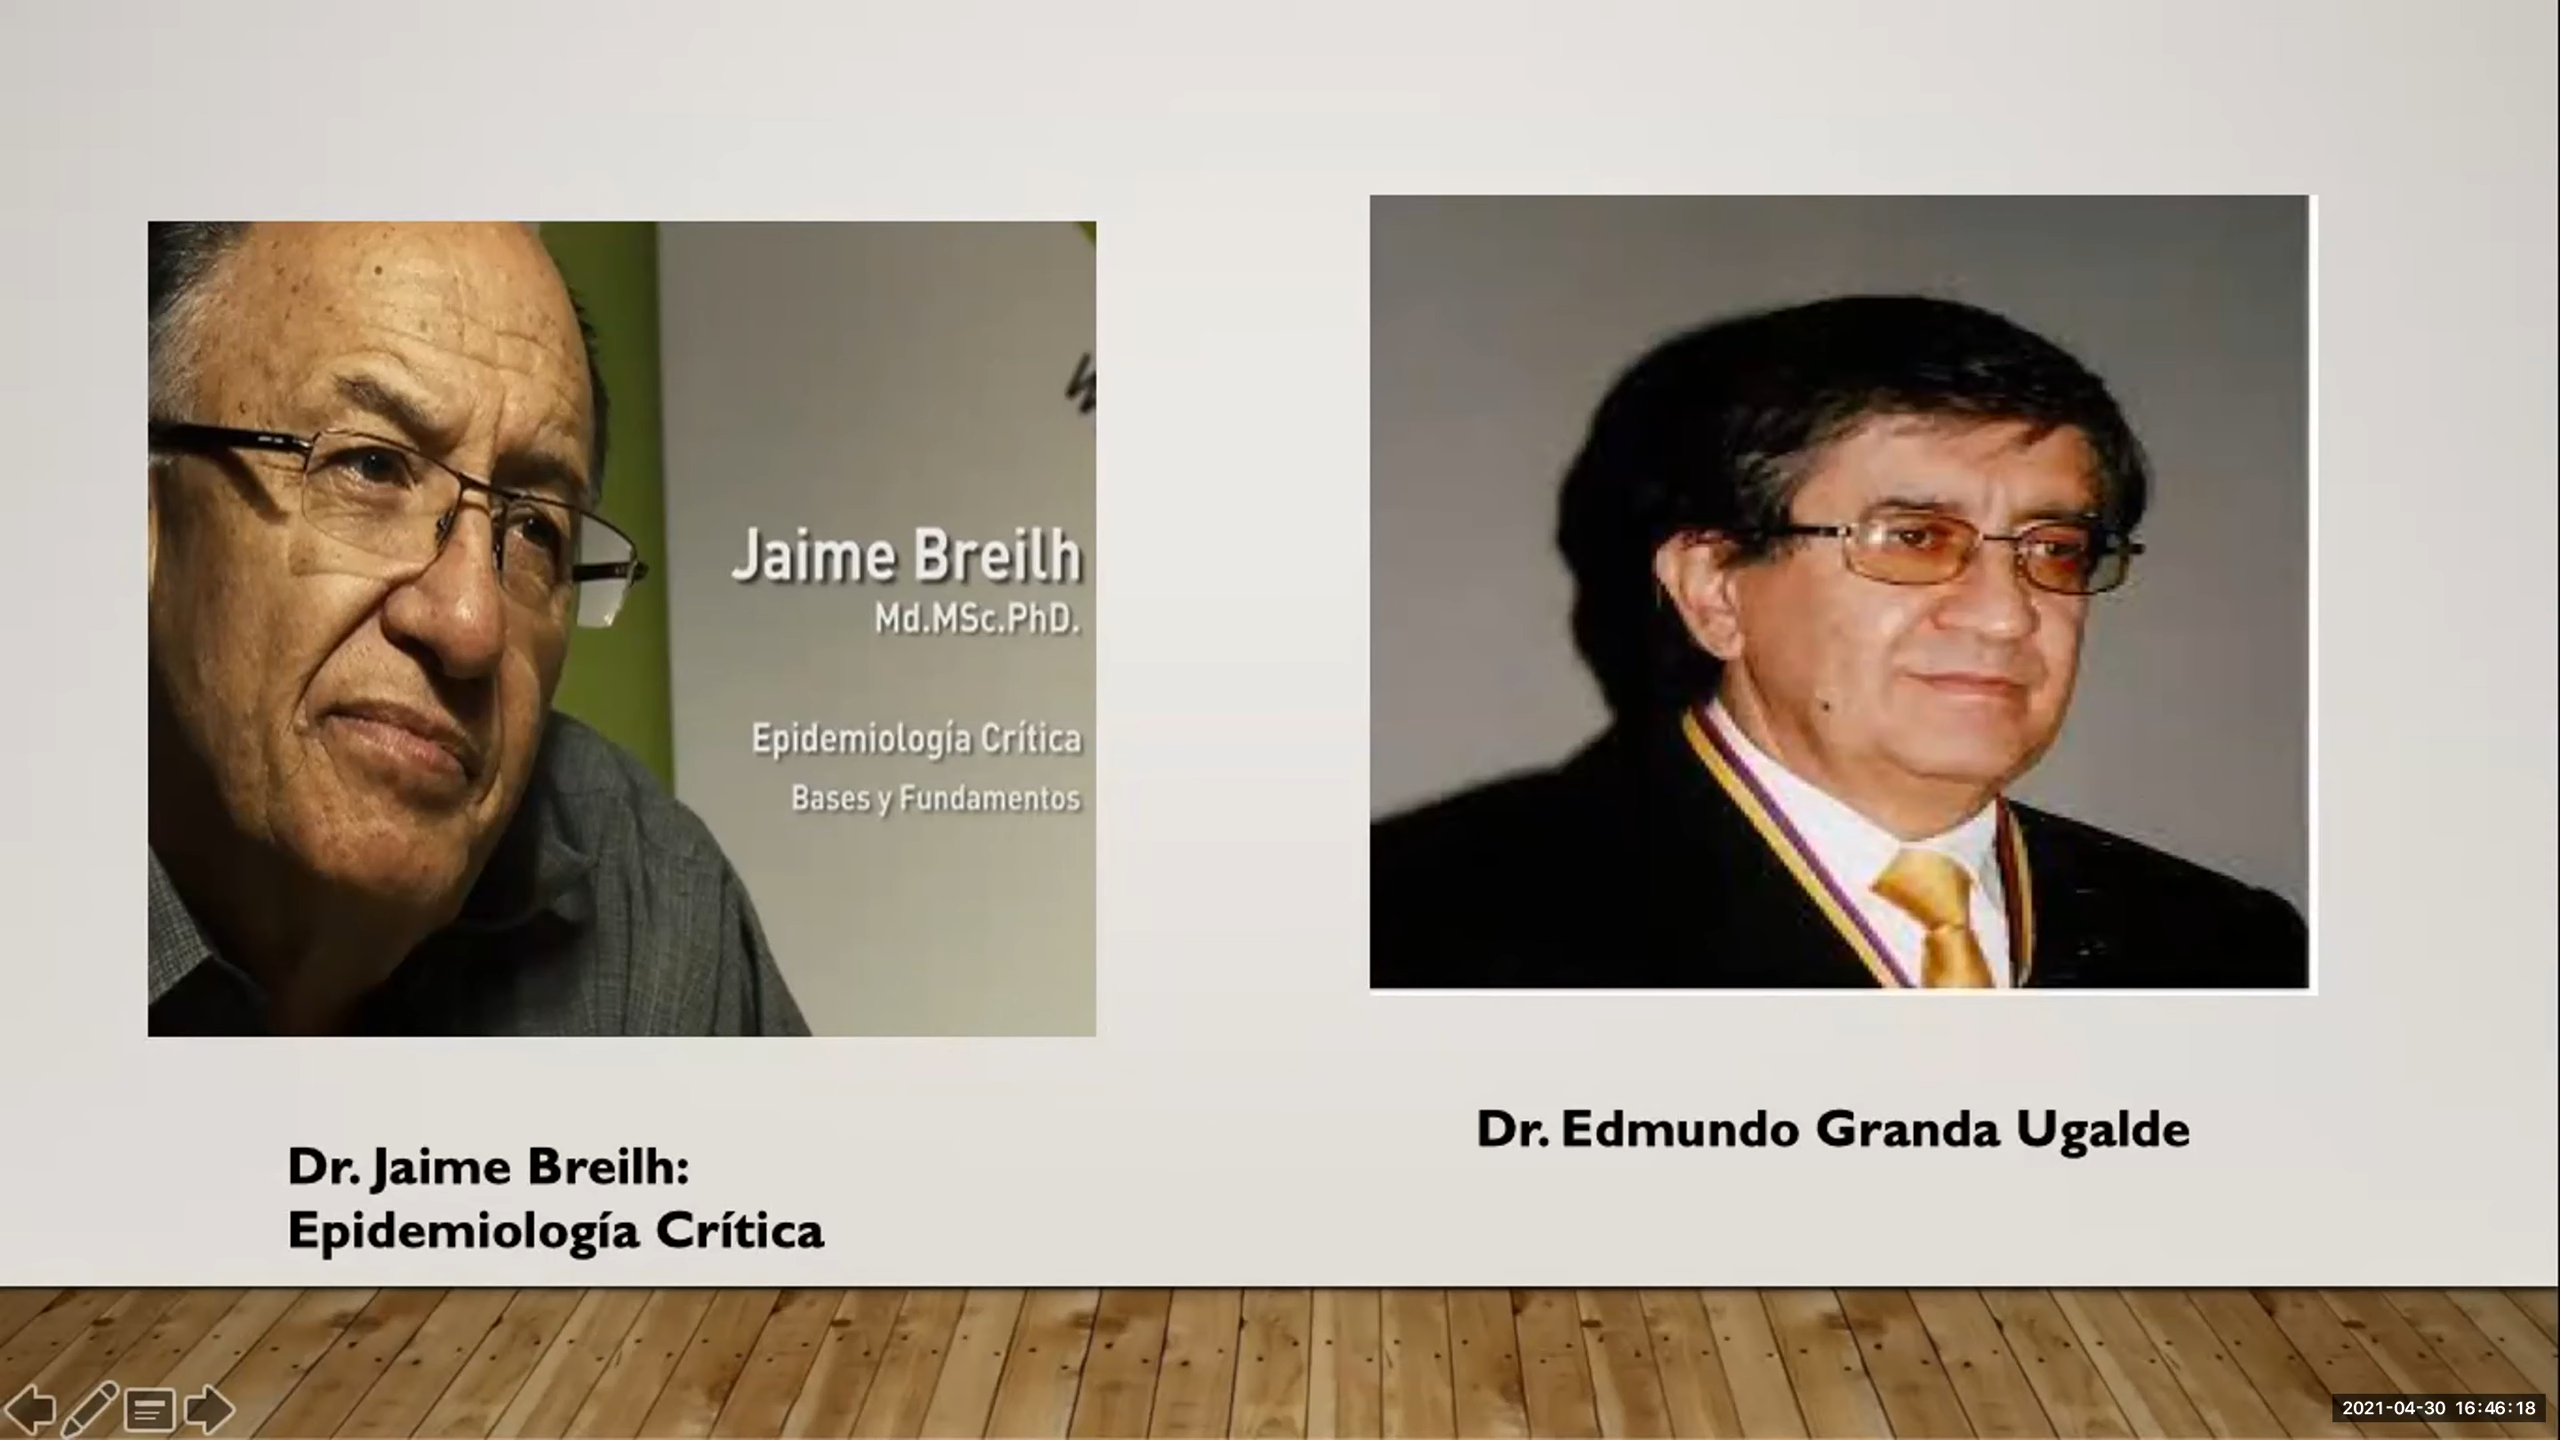 Jaime Breilh
Md.MSc.PhD.
Epidemiología Crítica
Bases y Fundamentos
Dr. Jaime Breilh:
Epidemiología Crítica
Dr. Edmundo Granda Ugalde
2021-04-30 16:46:18